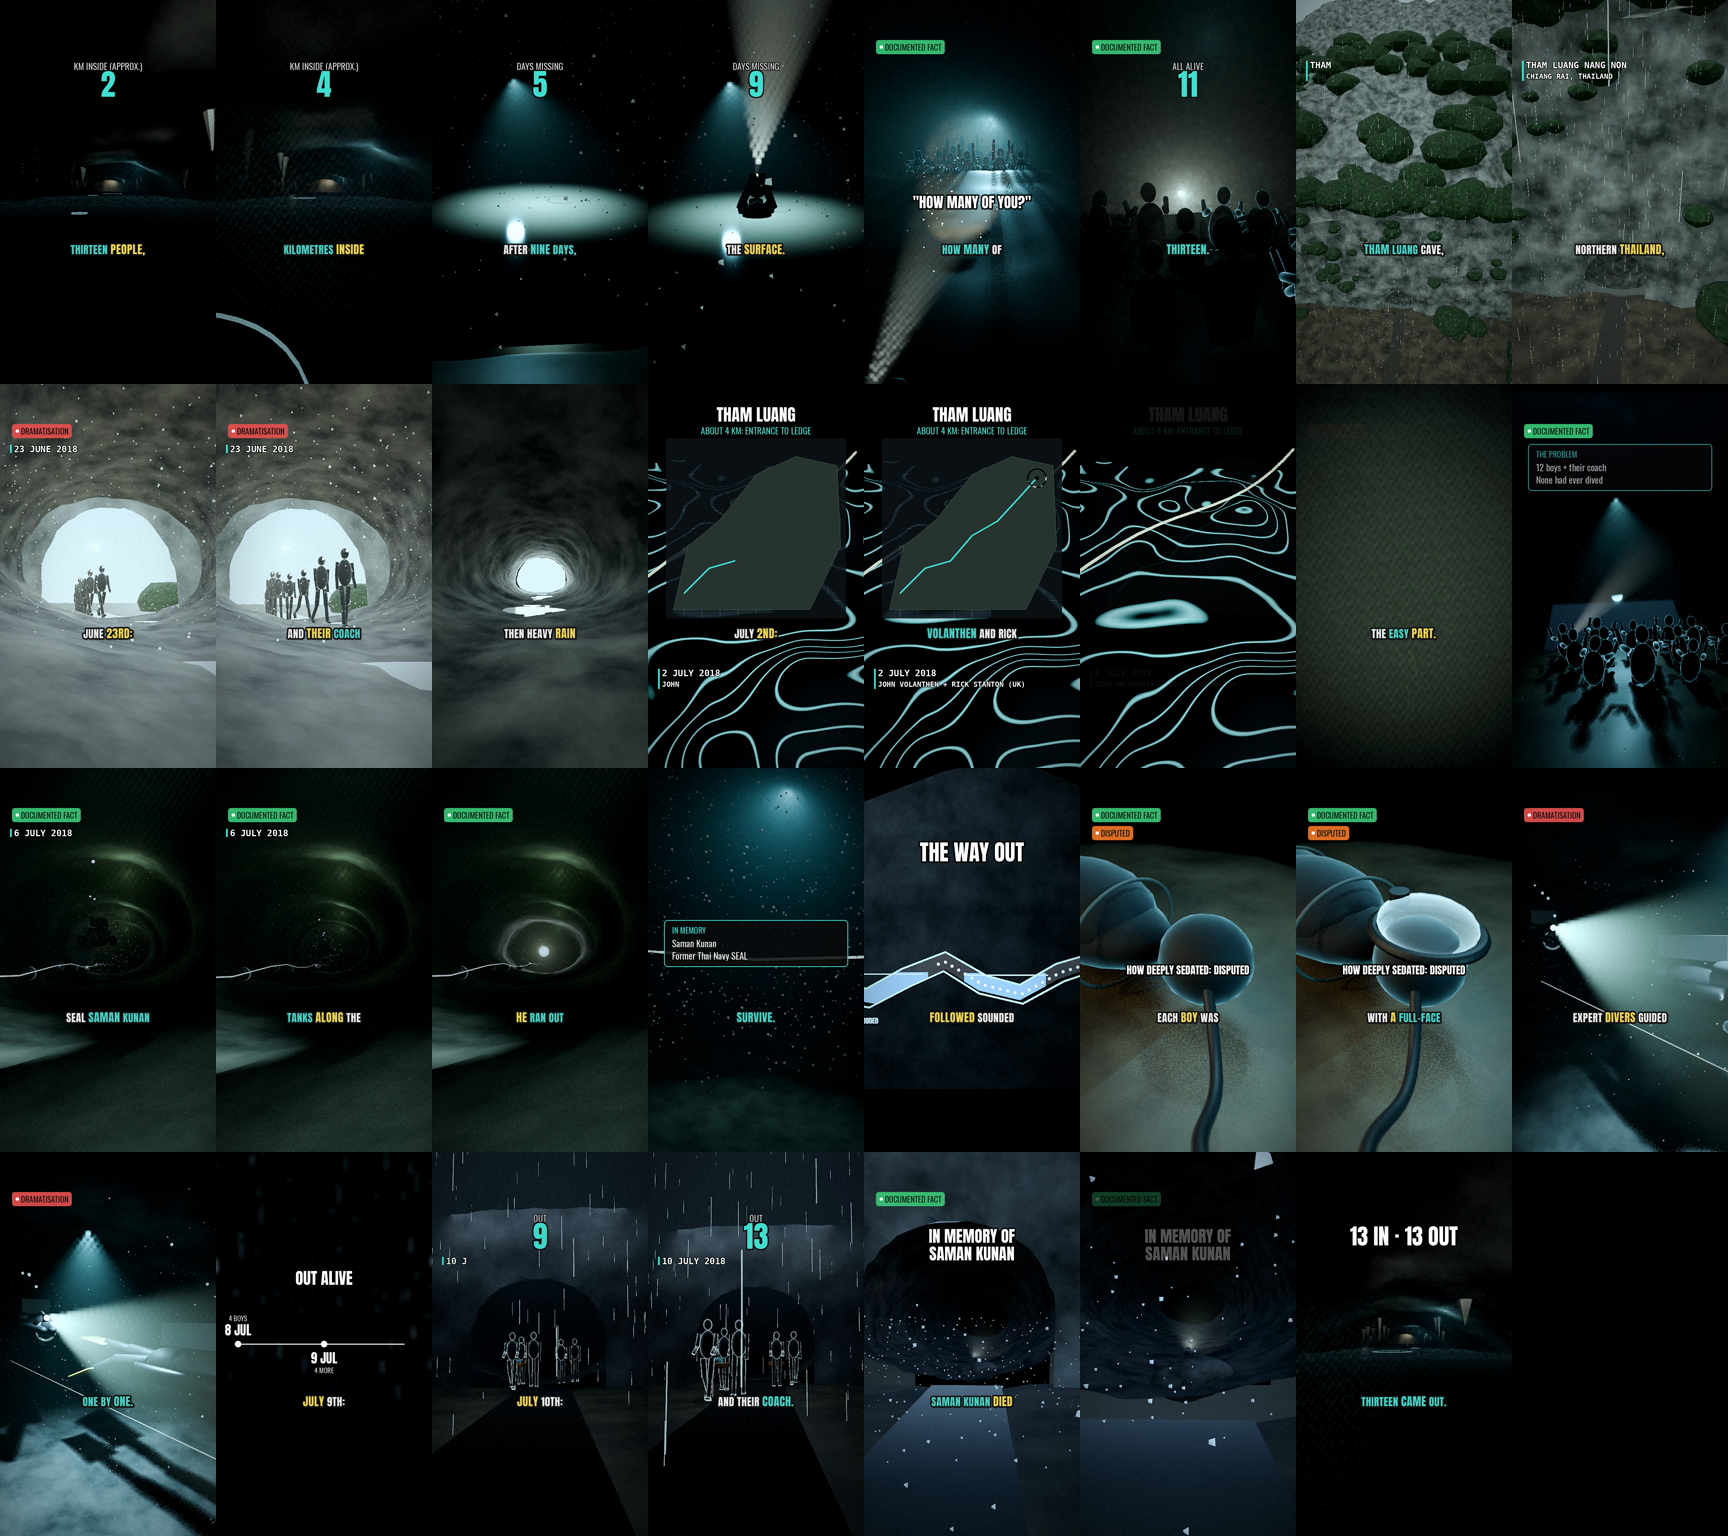 KM INSIDE (APPROX.)
2
THIRTEEN PEOPLE,
KM INSIDE (APPROX.)
4
KILOMETRES INSIDE
DAYS MISSING
5
AFTER NINE DAYS,
DAYS MISSING
9
THE SURFACE.
DOCUMENTED FACT
"HOW MANY OF YOU?"
HOW MANY OF
DOCUMENTED FACT
ALL ALIVE
11
THIRTEEN.
THAM
THAM LUANG CAVE,
THAM LUANG NANG NON
CHIANG RAI, THAILAND
NORTHERN THAILAND,
DRAMATISATION
23 JUNE 2018
JUNE 23RD:
DRAMATISATION
23 JUNE 2018
AND THEIR COACH
THEN HEAVY RAIN
THAM LUANG
ABOUT 4 KM: ENTRANCE TO LEDGE
JULY 2ND:
2 JULY 2018
JOHN
THAM LUANG
ABOUT 4 KM: ENTRANCE TO LEDGE
VOLANTHEN AND RICK
2 JULY 2018
JOHN VOLANTHEN + RICK STANTON (UK)
THAM LUANG
ABOUT 4 KM: ENTRANCE TO LEDGE
2 JULY 2018
THE EASY PART.
DOCUMENTED FACT
THE PROBLEM
12 boys + their coach
None had ever dived
DOCUMENTED FACT
6 JULY 2018
SEAL SAMAN KUNAN
DOCUMENTED FACT
6 JULY 2018
TANKS ALONG THE
DOCUMENTED FACT
HE RAN OUT
IN MEMORY
Saman Kunan
Former Thai Navy SEAL
SURVIVE.
THE WAY OUT
FOLLOWED SOUNDED
DOCUMENTED FACT
DISPUTED
HOW DEEPLY SEDATED: DISPUTED
EACH BOY WAS
DOCUMENTED FACT
DISPUTED
HOW DEEPLY SEDATED: DISPUTED
WITH A FULL-FACE
DRAMATISATION
EXPERT DIVERS GUIDED
DRAMATISATION
ONE BY ONE.
OUT ALIVE
4 BOYS
8 JUL
9 JUL
4 MORE
JULY 9TH:
OUT
9
10 J
JULY 10TH:
OUT
13
10 JULY 2018
AND THEIR COACH.
DOCUMENTED FACT
IN MEMORY OF
SAMAN KUNAN
SAMAN KUNAN DIED
DOCUMENTED FACT
IN MEMORY OF
SAMAN KUNAN
13 IN · 13 OUT
THIRTEEN CAME OUT.